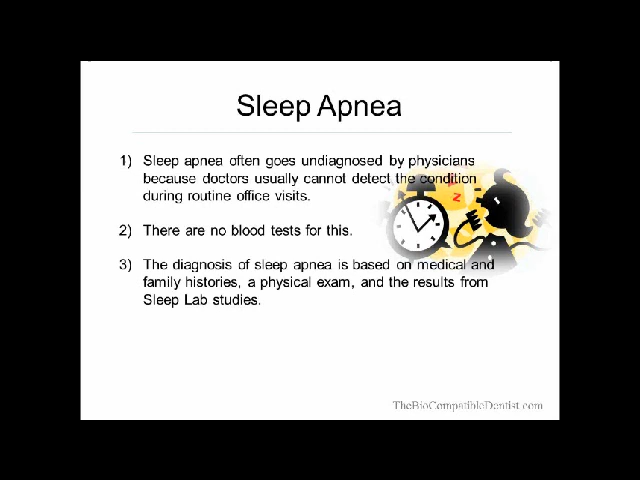 Sleep Apnea
1) Sleep apnea often goes undiagnosed by physicians
because doctors usually cannot detect the condition
during routine office visits.
2) There are no blood tests for this.
3) The diagnosis of sleep apnea is based on medical and
family histories, a physical exam, and the results from
Sleep Lab studies.
Z
TheBioCompatibleDentist.com